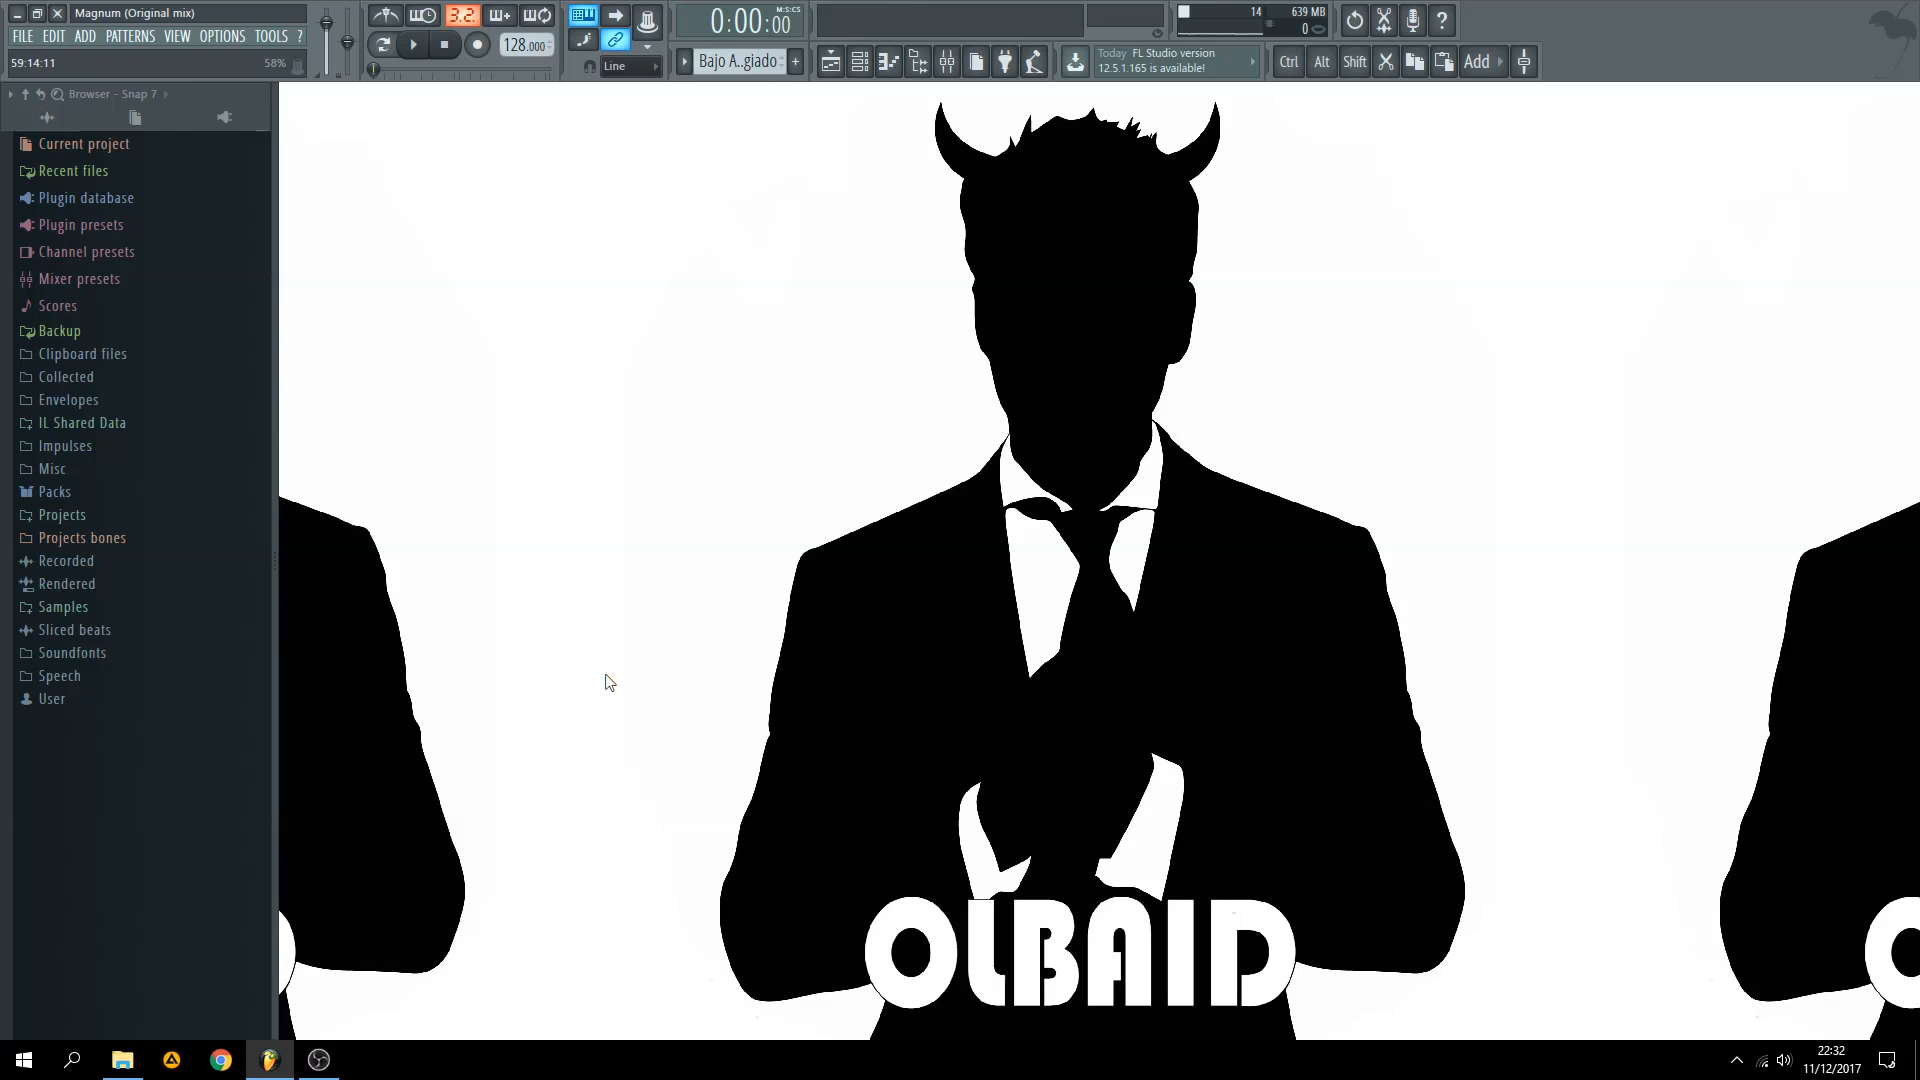 Magnum (Original mix)
FILE EDIT ADD PATTERNS VIEW OPTIONS TOOLS ?
59:14:11 58%
3.2.
128.000
Line
0:00:00 M:S:CS
Bajo A..giado
14 639 MB
0
Today FL Studio version
12.5.1.165 is available!
Ctrl Alt Shift Add
Browser - Snap 7
Current project
Recent files
Plugin database
Plugin presets
Channel presets
Mixer presets
Scores
Backup
Clipboard files
Collected
Envelopes
IL Shared Data
Impulses
Misc
Packs
Projects
Projects bones
Recorded
Rendered
Samples
Sliced beats
Soundfonts
Speech
User
OLBAID
22:32
11/12/2017